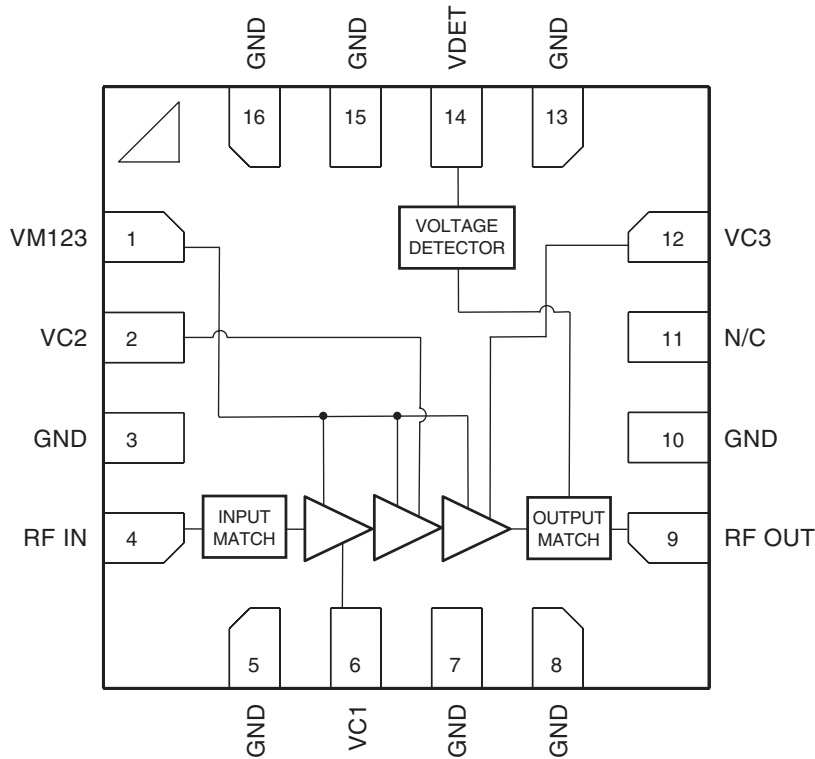 GND
GND
VDET
GND
16
15
14
13
VM123
1
VOLTAGE
DETECTOR
12
VC3
VC2
2
11
N/C
GND
3
10
GND
RF IN
4
INPUT
MATCH
OUTPUT
MATCH
9
RF OUT
5
6
7
8
GND
VC1
GND
GND